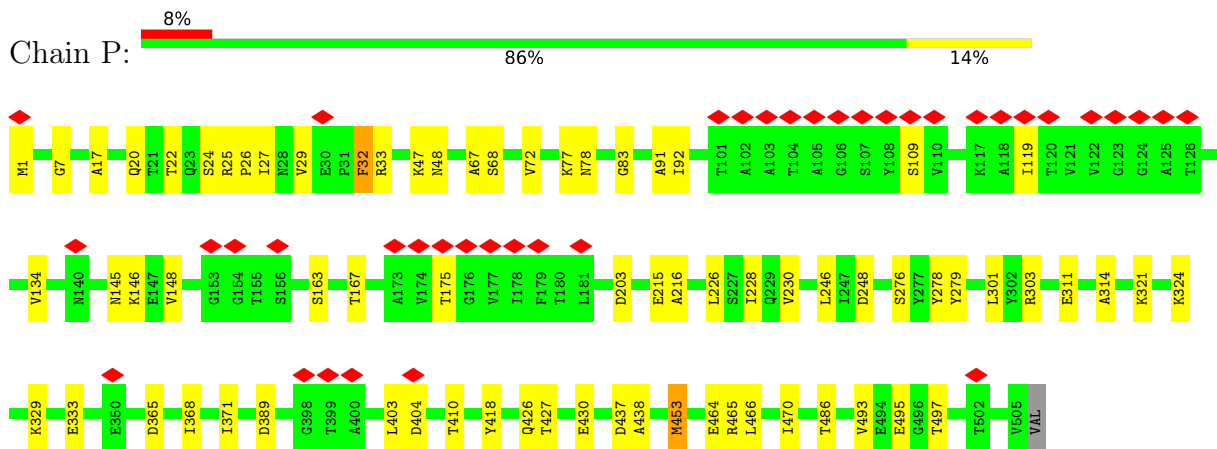 8%
Chain P:
86% 14%
M1 G7 A17 Q20 T21 T22 Q23 S24 R25 P26 I27 N28 V29 E30 P31 F32 R33 K47 N48 A67 S68 V72 K77 N78 G83 A91 I92 T101 A102 A103 T104 A105 G106 S107 Y108 S109 V110 K117 A118 I119 T120 V121 V122 G123 G124 A125 T126
V134 N140 N145 K146 E147 V148 G153 G154 T155 S156 S163 T167 A173 V174 T175 G176 V177 I178 F179 T180 L181 D203 E215 A216 L226 S227 I228 Q229 V230 L246 I247 D248 S276 Y277 Y278 Y279 L301 Y302 R303 E311 A314 K321 K324
K329 E333 E350 D365 I368 I371 D389 G398 T399 A400 L403 D404 T410 Y418 Q426 T427 E430 D437 A438 M453 E464 R465 L466 I470 T486 V493 E494 E495 G496 T497 T502 V505 VAL